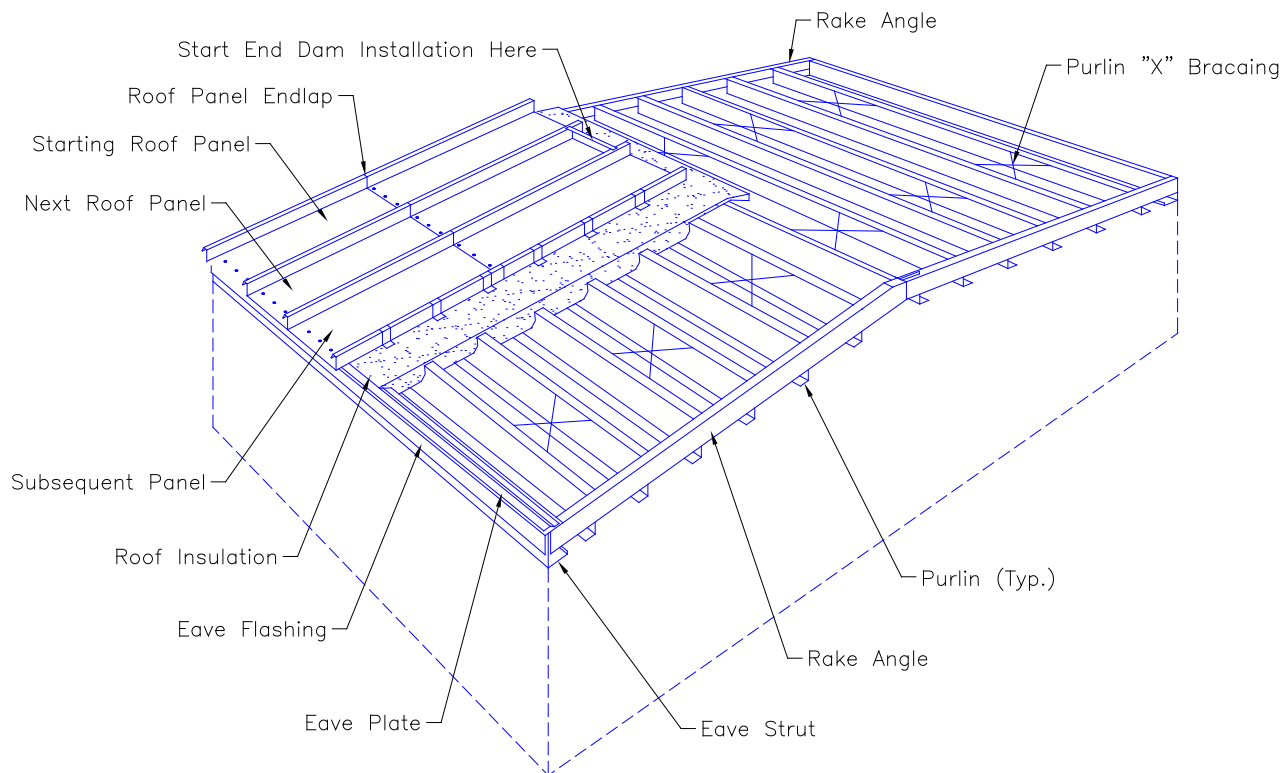 Rake Angle
Start End Dam Installation Here
Purlin ”X” Bracaing
Roof Panel Endlap
Starting Roof Panel
Next Roof Panel
Subsequent Panel
Roof Insulation
Purlin (Typ.)
Eave Flashing
Rake Angle
Eave Plate
Eave Strut